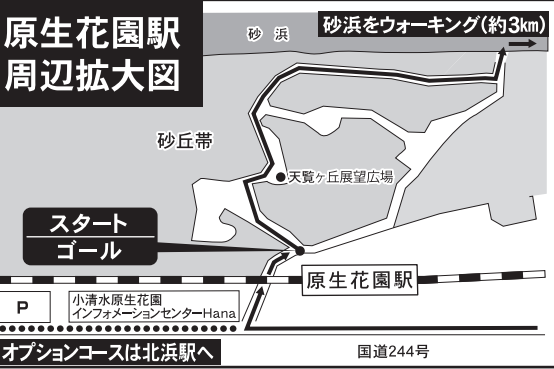 原生花園駅
周辺拡大図
砂浜
砂浜をウォーキング(約3km)
砂丘帯
天覧ヶ丘展望広場
スタート
ゴール
原生花園駅
P
小清水原生花園
インフォメーションセンターHana
オプションコースは北浜駅へ
国道244号